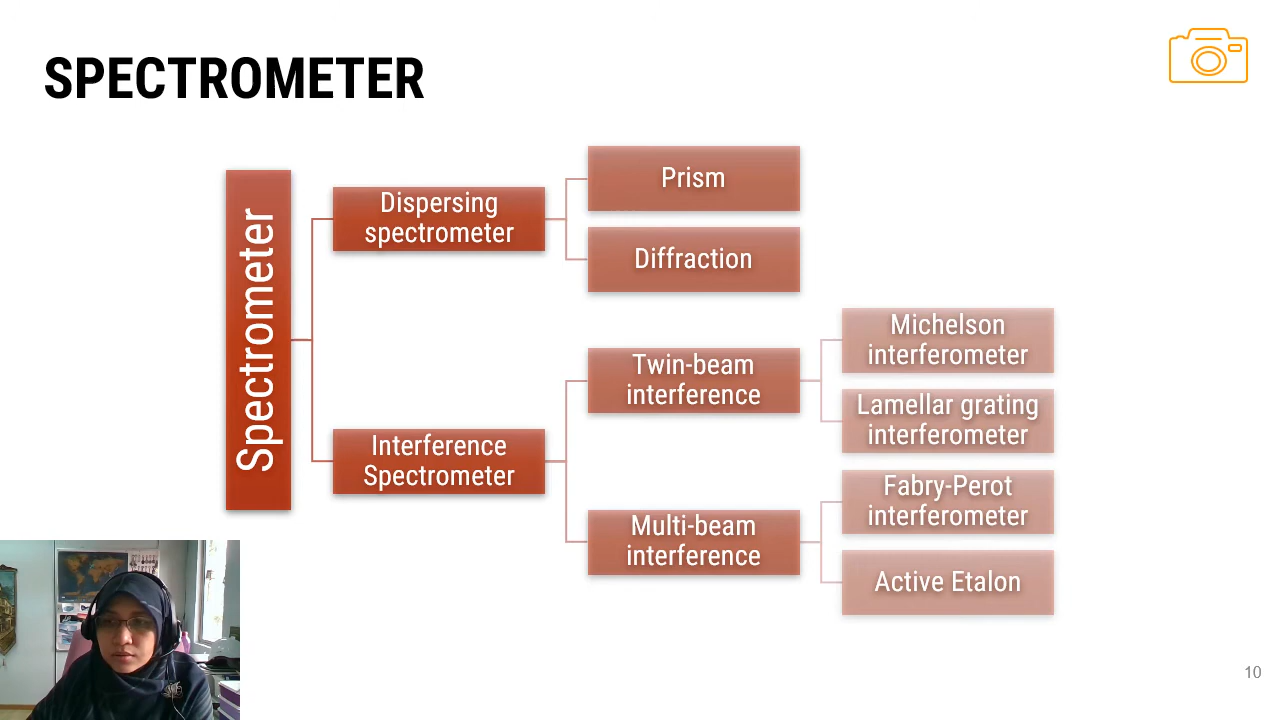 SPECTROMETER
Spectrometer
Dispersing
spectrometer
Prism
Diffraction
Interference
Spectrometer
Twin-beam
interference
Michelson
interferometer
Lamellar grating
interferometer
Multi-beam
interference
Fabry-Perot
interferometer
Active Etalon
10